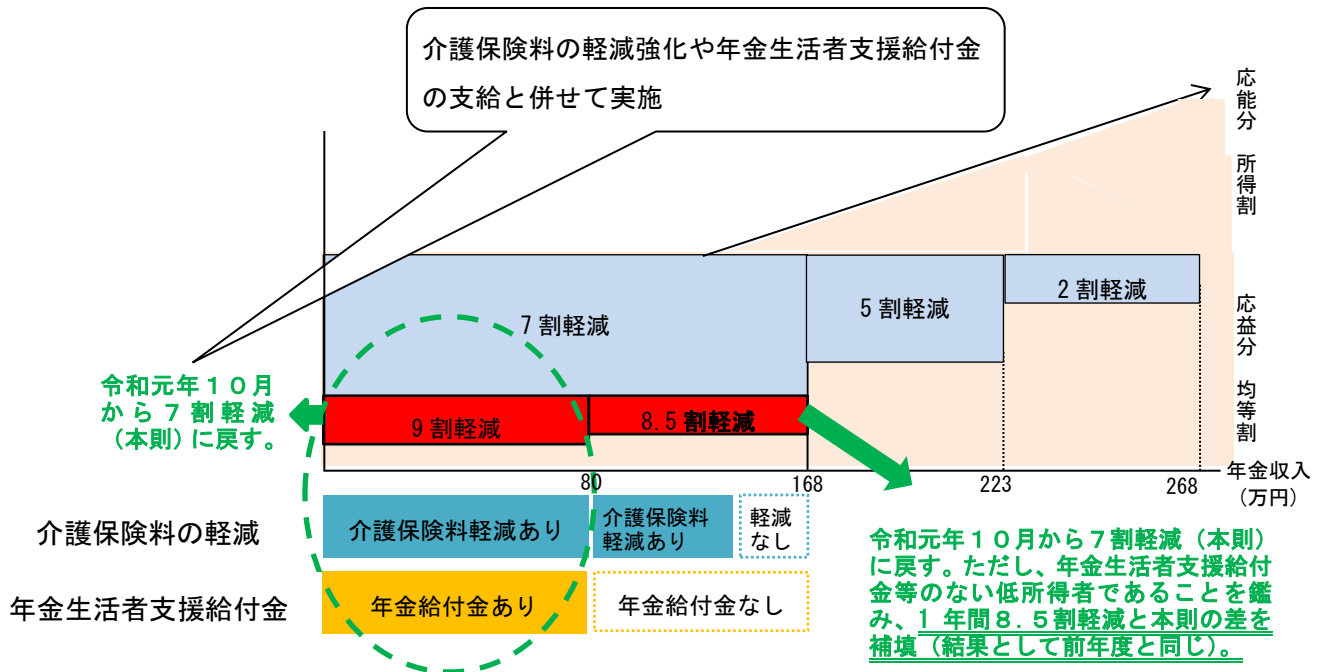 介護保険料の軽減強化や年金生活者支援給付金
の支給と併せて実施
応能分 所得割
7割軽減
5割軽減
2割軽減
応益分 均等割
令和元年10月
から7割軽減
(本則)に戻す。
9割軽減
8.5割軽減
80
168
223
268
年金収入
(万円)
介護保険料の軽減
介護保険料軽減あり
介護保険料
軽減あり
軽減
なし
年金生活者支援給付金
年金給付金あり
年金給付金なし
令和元年10月から7割軽減(本則)
に戻す。ただし、年金生活者支援給付
金等のない低所得者であることを鑑
み、1年間8.5割軽減と本則の差を
補填(結果として前年度と同じ)。